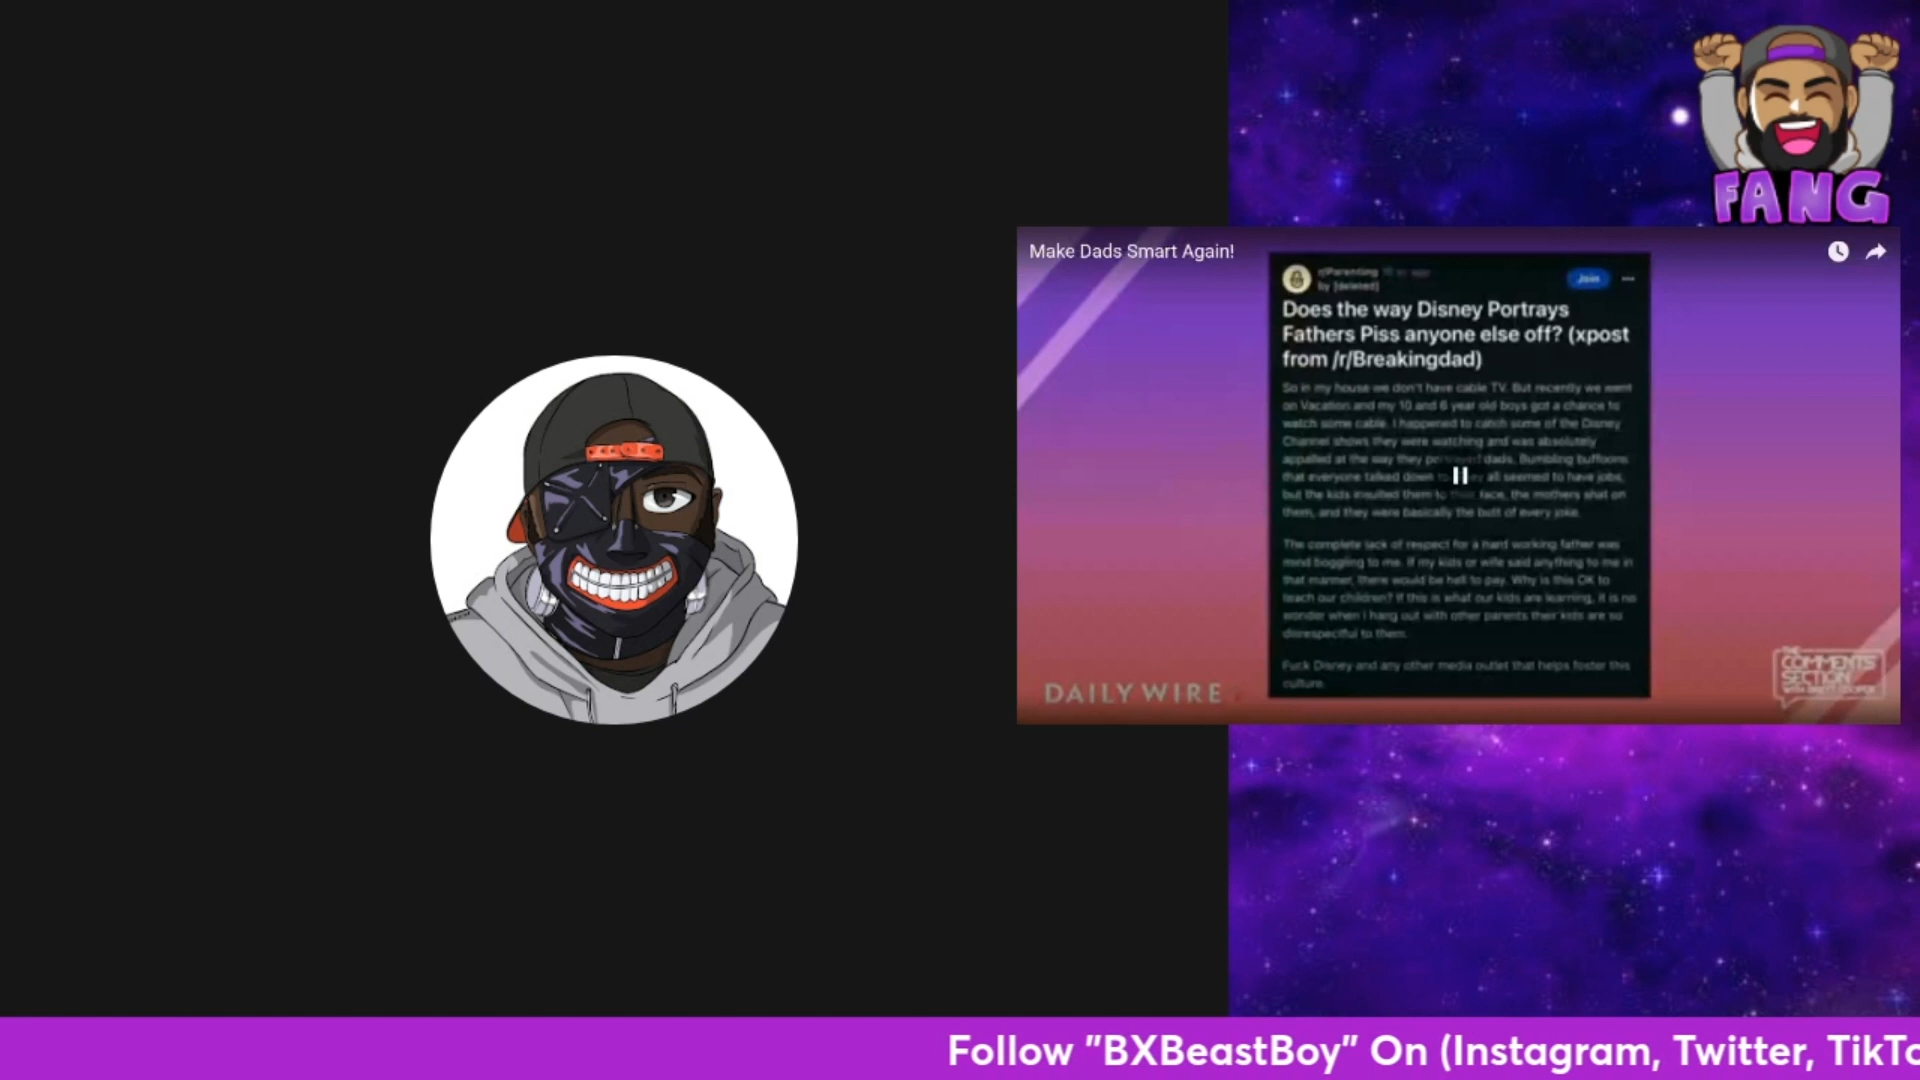 FANG
Make Dads Smart Again!
r/Parenting
by [deleted]
Join
Does the way Disney Portrays
Fathers Piss anyone else off? (xpost
from /r/Breakingdad)
So in my house we don't have cable TV. But recently we went
on Vacation and my 10 and 6 year old boys got a chance to
watch some cable. I happened to catch some of the Disney
Channel shows they were watching and was absolutely
appalled at the way they dads. Bumbling buffoons
that everyone talked down all seemed to have jobs,
but the kids insulted them to their face, the mothers shat on
them, and they were basically the butt of every joke.
The complete lack of respect for a hard working father was
mind boggling to me. If my kids or wife said anything to me in
that manner, there would be hell to pay. Why is this OK to
teach our children? If this is what our kids are learning, it is no
wonder when I hang out with other parents their kids are so
disrespectful to them.
Fuck Disney and any other media outlet that helps foster this
culture.
DAILY WIRE
THE
COMMENTS
SECTION
WITH BRETT COOPER
Follow "BXBeastBoy" On (Instagram, Twitter, TikTo